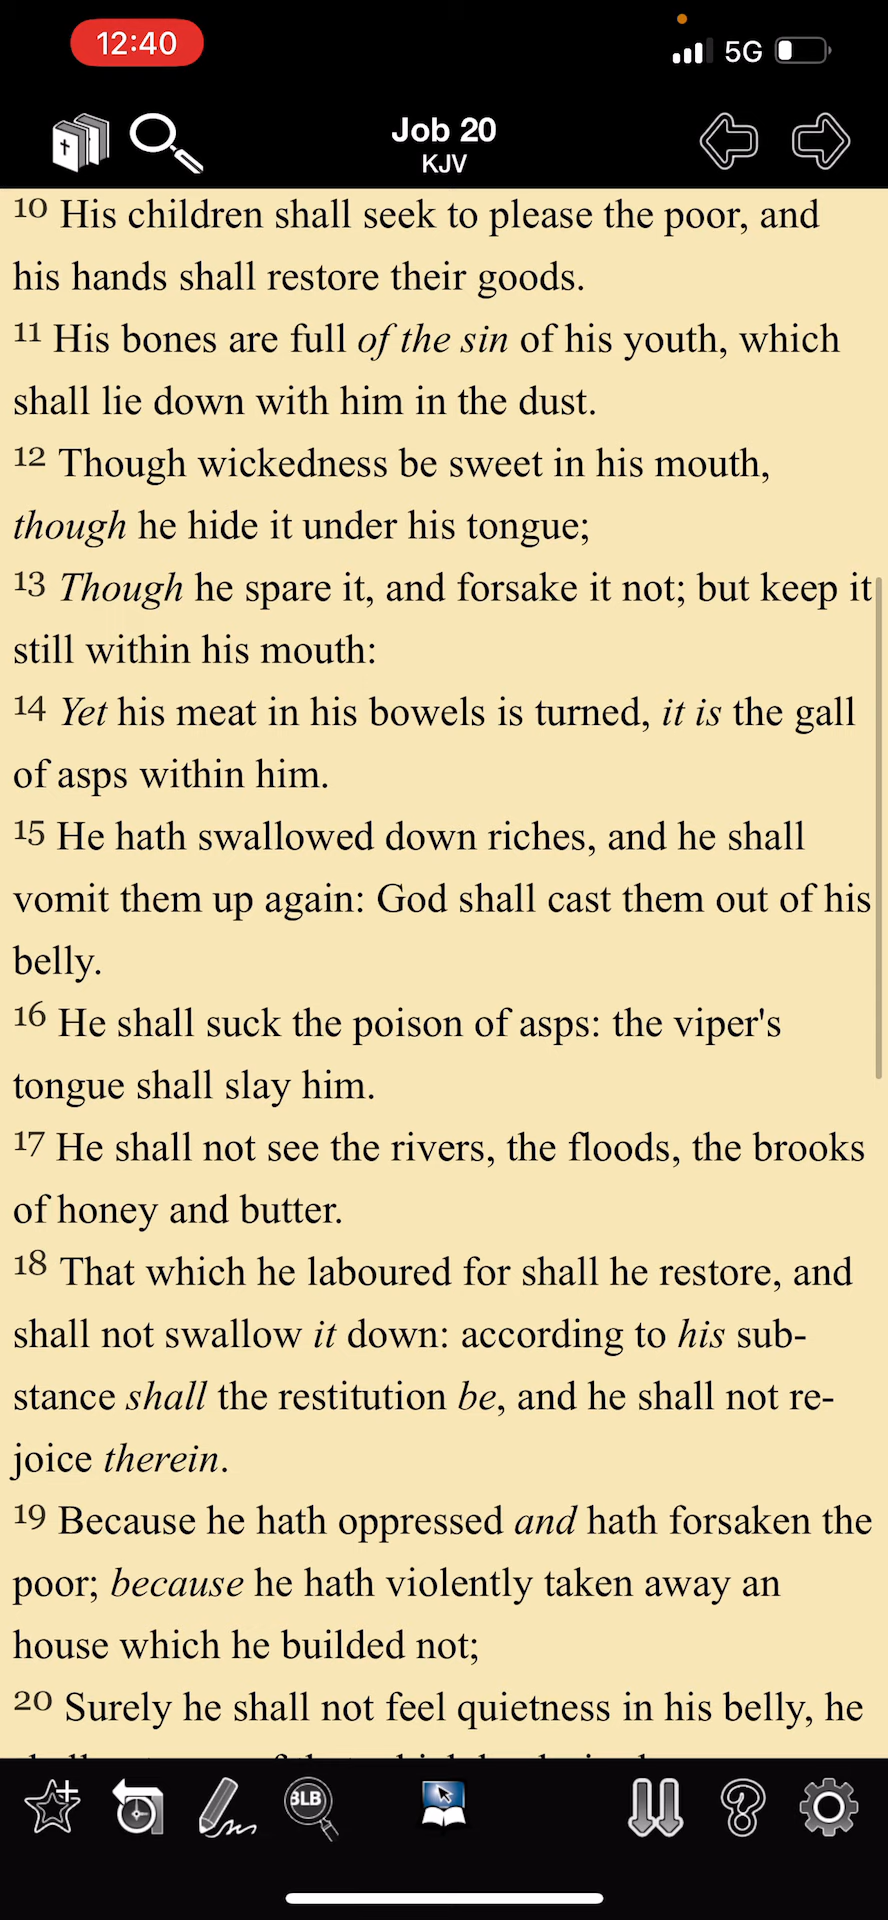 12:40
5G
Job 20
KJV
10 His children shall seek to please the poor, and
his hands shall restore their goods.
11 His bones are full of the sin of his youth, which
shall lie down with him in the dust.
12 Though wickedness be sweet in his mouth,
though he hide it under his tongue;
13 Though he spare it, and forsake it not; but keep it
still within his mouth:
14 Yet his meat in his bowels is turned, it is the gall
of asps within him.
15 He hath swallowed down riches, and he shall
vomit them up again: God shall cast them out of his
belly.
16 He shall suck the poison of asps: the viper's
tongue shall slay him.
17 He shall not see the rivers, the floods, the brooks
of honey and butter.
18 That which he laboured for shall he restore, and
shall not swallow it down: according to his sub-
stance shall the restitution be, and he shall not re-
joice therein.
19 Because he hath oppressed and hath forsaken the
poor; because he hath violently taken away an
house which he builded not;
20 Surely he shall not feel quietness in his belly, he
BLB